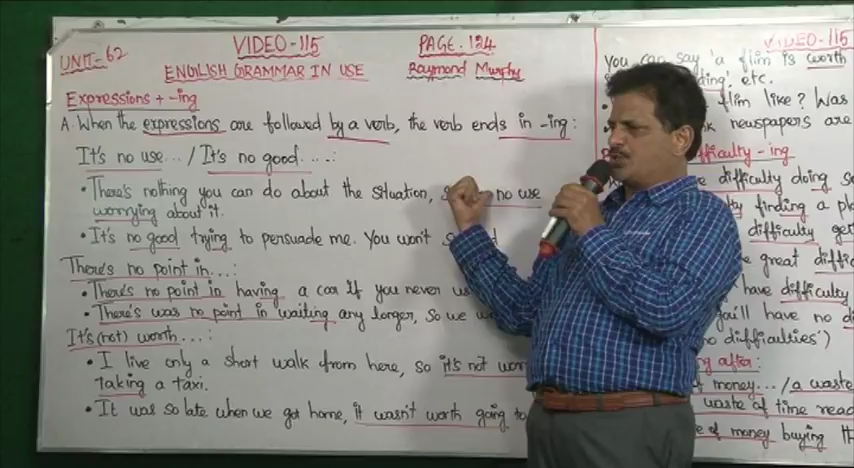 UNIT-62
VIDEO-115
PAGE.124
ENGLISH GRAMMAR IN USE
Raymond Murphy
Expressions + -ing
A. When the expressions are followed by a verb, the verb ends in -ing:
It's no use... / It's no good....:
• There's nothing you can do about the situation, no use
worrying about it.
• It's no good trying to persuade me. You won't
There's no point in...:
• There's no point in having a car if you never
• There was no point in waiting any longer, so we
It's (not) worth....:
• I live only a short walk from here, so it's not
taking a taxi.
• It was so late when we got home, it wasn't worth going
VIDEO-115
you can say 'a flim is worth
etc.
flim like? Was
newspapers are
-ing
difficulty doing
finding a
difficulty
great
have difficulty
you'll have no
no difficulties')
after:
money... / a waste
waste of time
of money buying